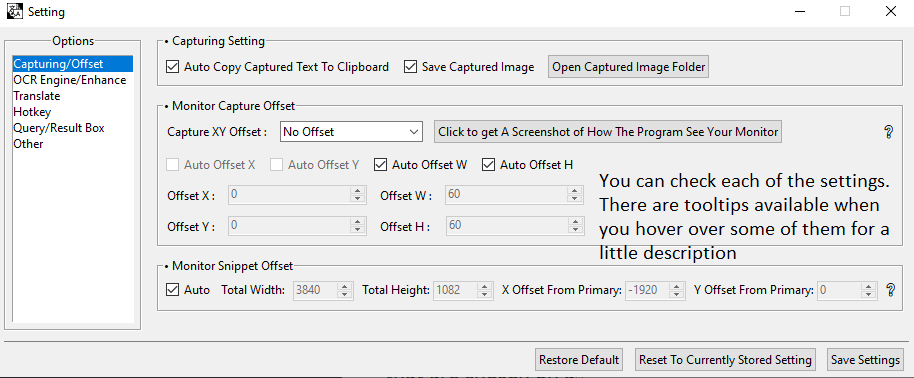 Setting
Options
Capturing/Offset
OCR Engine/Enhance
Translate
Hotkey
Query/Result Box
Other
• Capturing Setting
Auto Copy Captured Text To Clipboard Save Captured Image Open Captured Image Folder
• Monitor Capture Offset
Capture XY Offset : No Offset Click to get A Screenshot of How The Program See Your Monitor ?
Auto Offset X Auto Offset Y Auto Offset W Auto Offset H
Offset X : 0 Offset W : 60
Offset Y : 0 Offset H : 60
You can check each of the settings.
There are tooltips available when
you hover over some of them for a
little description
• Monitor Snippet Offset
Auto Total Width: 3840 Total Height: 1082 X Offset From Primary: -1920 Y Offset From Primary: 0 ?
Restore Default Reset To Currently Stored Setting Save Settings